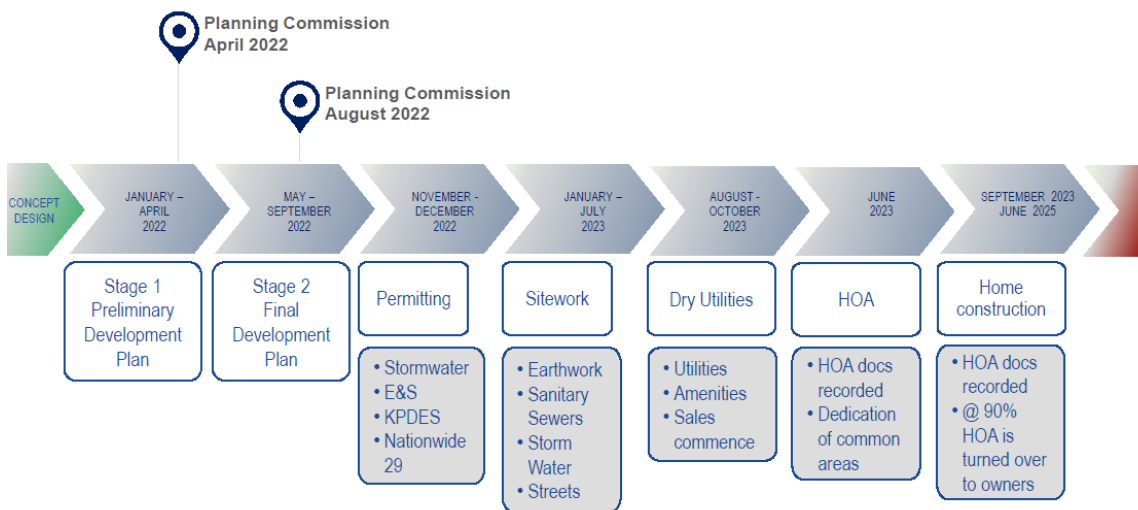 Planning Commission
April 2022
Planning Commission
August 2022
CONCEPT
DESIGN
JANUARY –
APRIL
2022
MAY –
SEPTEMBER
2022
NOVEMBER -
DECEMBER
2022
JANUARY –
JULY
2023
AUGUST -
OCTOBER
2023
JUNE
2023
SEPTEMBER 2023
JUNE 2025
Stage 1
Preliminary
Development
Plan
Stage 2
Final
Development
Plan
Permitting
Sitework
Dry Utilities
HOA
Home
construction
• Stormwater
• E&S
• KPDES
• Nationwide
29
• Earthwork
• Sanitary
Sewers
• Storm
Water
• Streets
• Utilities
• Amenities
• Sales
commence
• HOA docs
recorded
• Dedication
of common
areas
• HOA docs
recorded
• @ 90%
HOA is
turned over
to owners